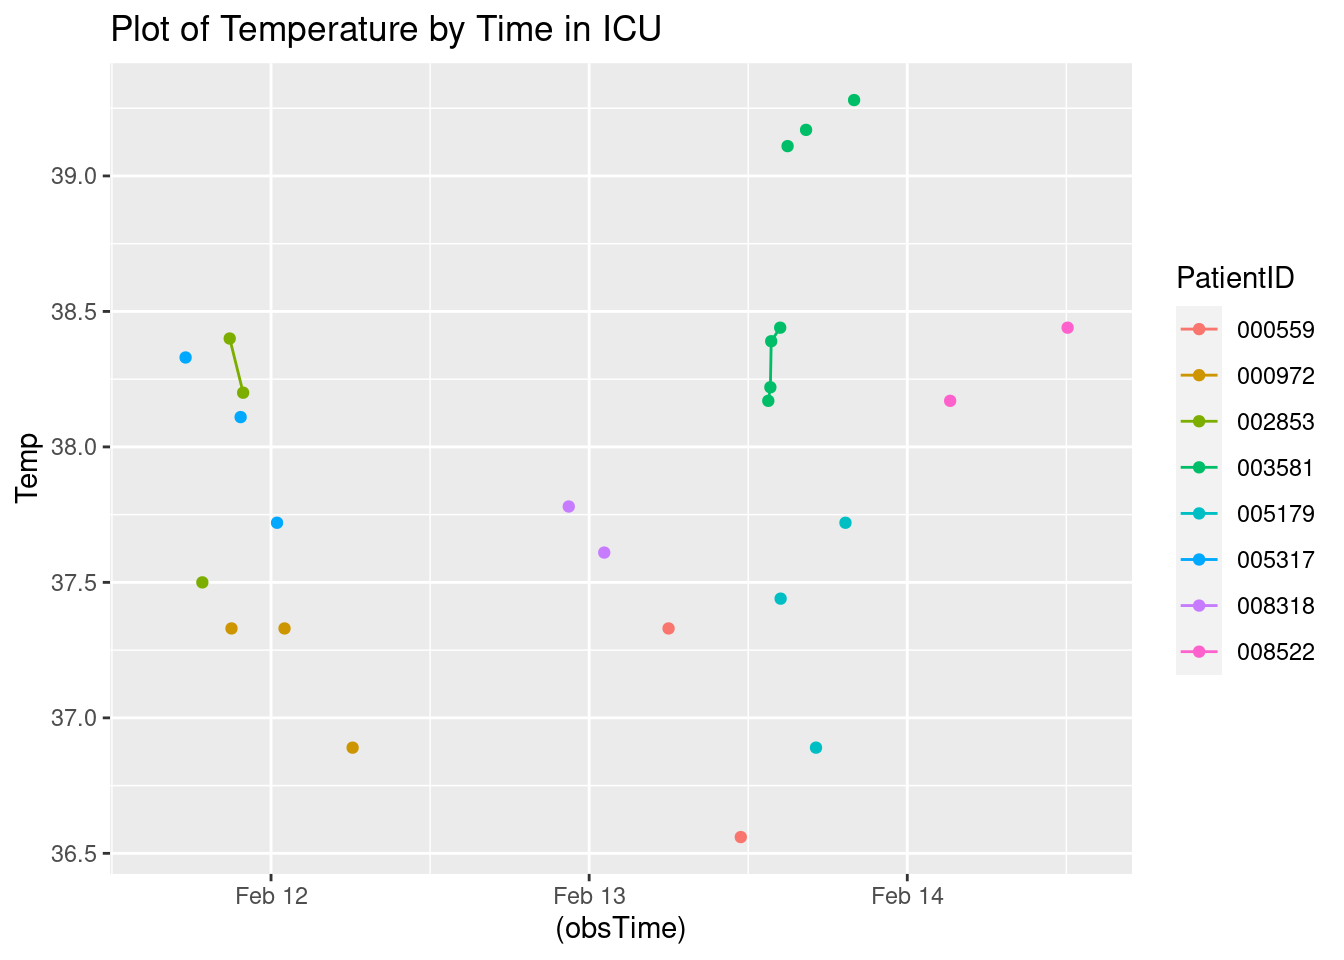 Plot of Temperature by Time in ICU
39.0
38.5
38.0
37.5
37.0
36.5
Temp
Feb 12
Feb 13
Feb 14
(obsTime)
PatientID
000559
000972
002853
003581
005179
005317
008318
008522